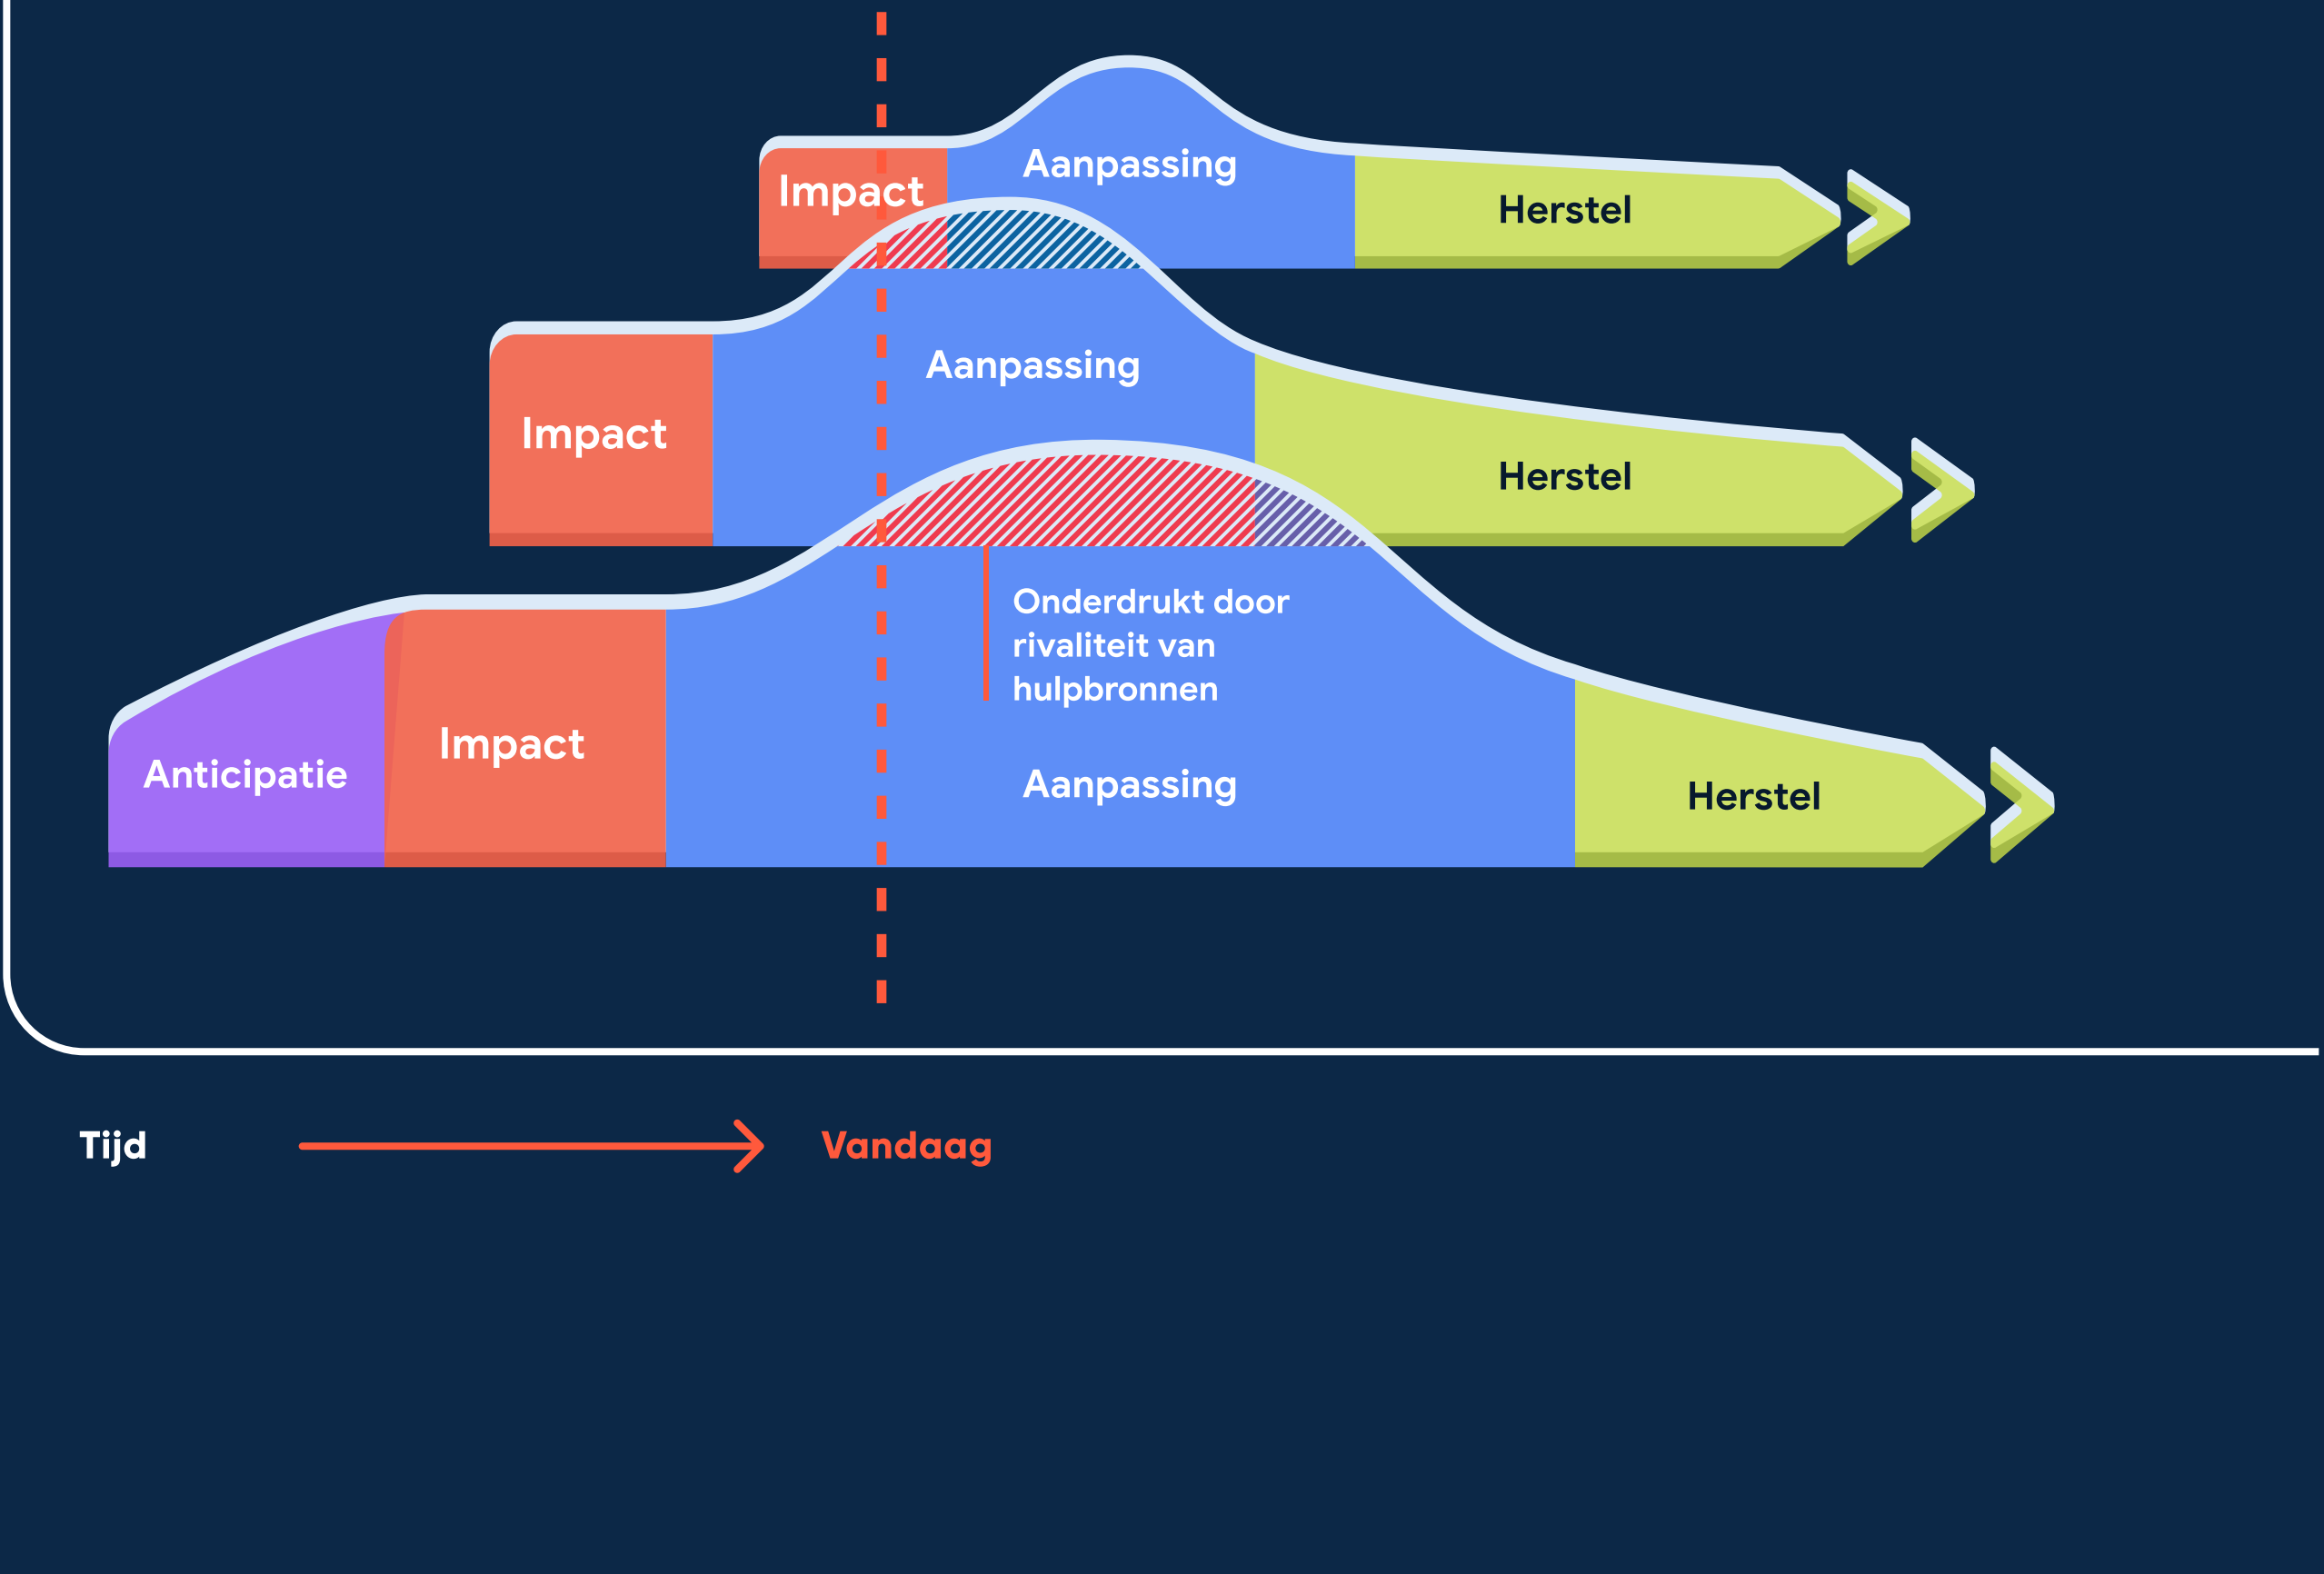 Aanpassing
Impact
Herstel
Aanpassing
Impact
Herstel
Onderdrukt door
rivaliteit van
hulpbronnen
Impact
Anticipatie
Aanpassing
Herstel
Tijd
Vandaag